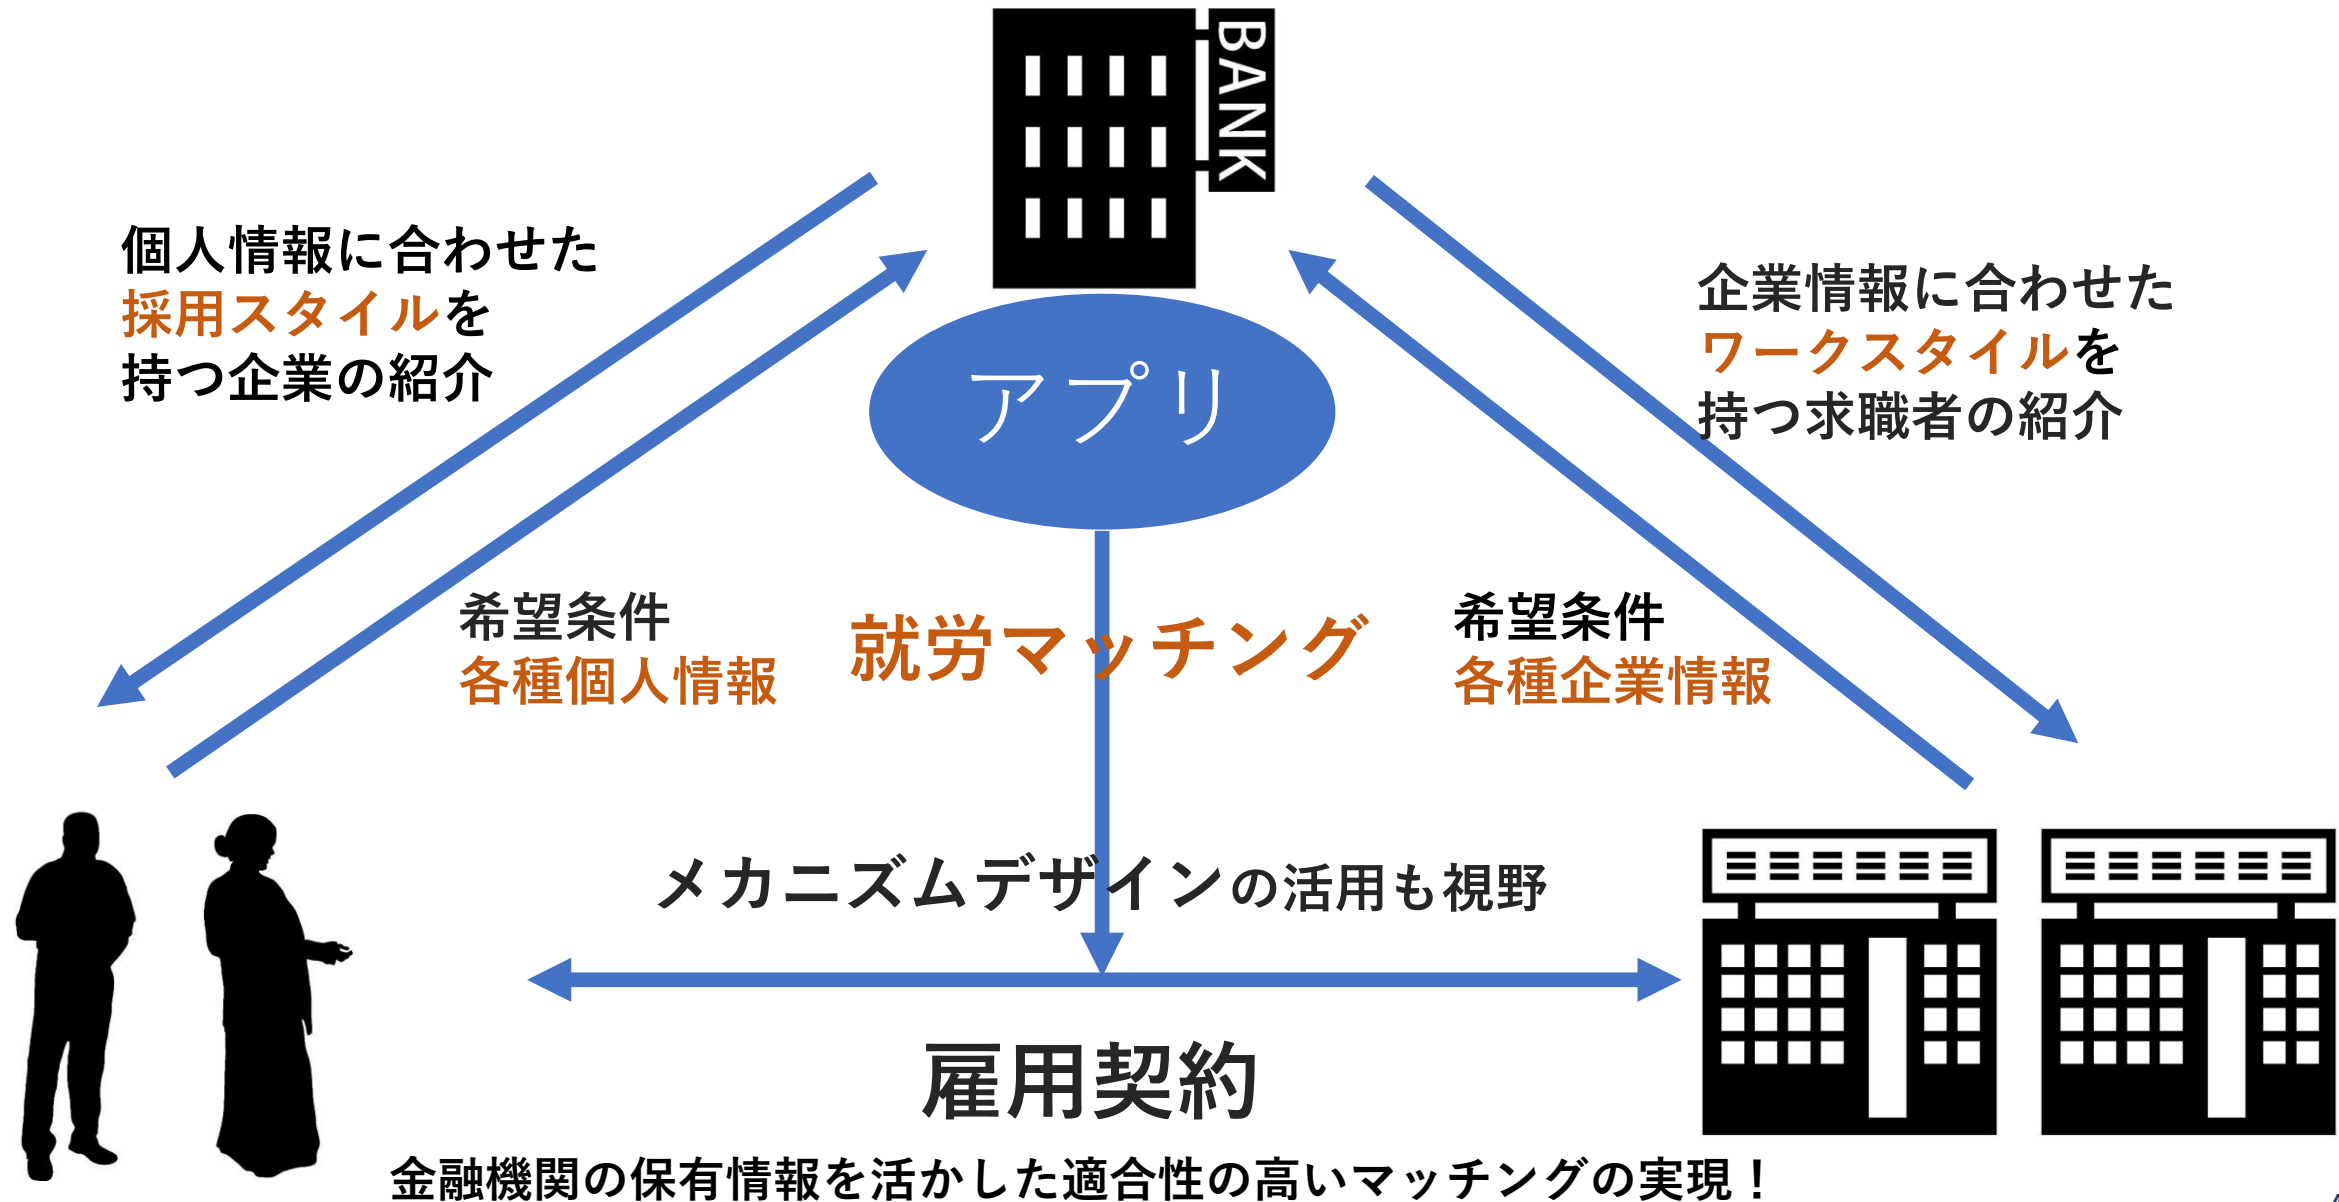 BANK
個人情報に合わせた
採用スタイルを
持つ企業の紹介
企業情報に合わせた
ワークスタイルを
持つ求職者の紹介
アプリ
希望条件
各種個人情報
就労マッチング
希望条件
各種企業情報
メカニズムデザインの活用も視野
雇用契約
金融機関の保有情報を活かした適合性の高いマッチングの実現！